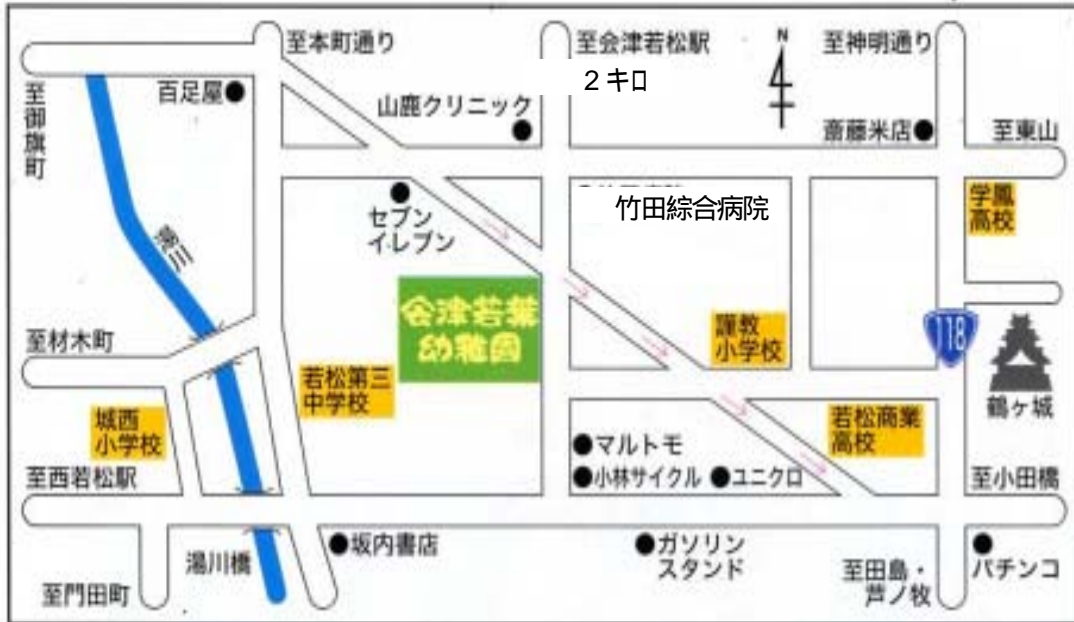 至本町通り
至会津若松駅
2キロ
N
至神明通り
至御旗町
百足屋
山鹿クリニック
斎藤米店
至東山
セブン
イレブン
竹田綜合病院
学鳳
高校
会津若葉
幼稚園
至材木町
謹教
小学校
118
鶴ヶ城
若松第三
中学校
城西
小学校
若松商業
高校
マルトモ
小林サイクル
ユニクロ
至西若松駅
至小田橋
湯川橋
坂内書店
ガソリン
スタンド
至田島・
芦ノ牧
パチンコ
至門田町